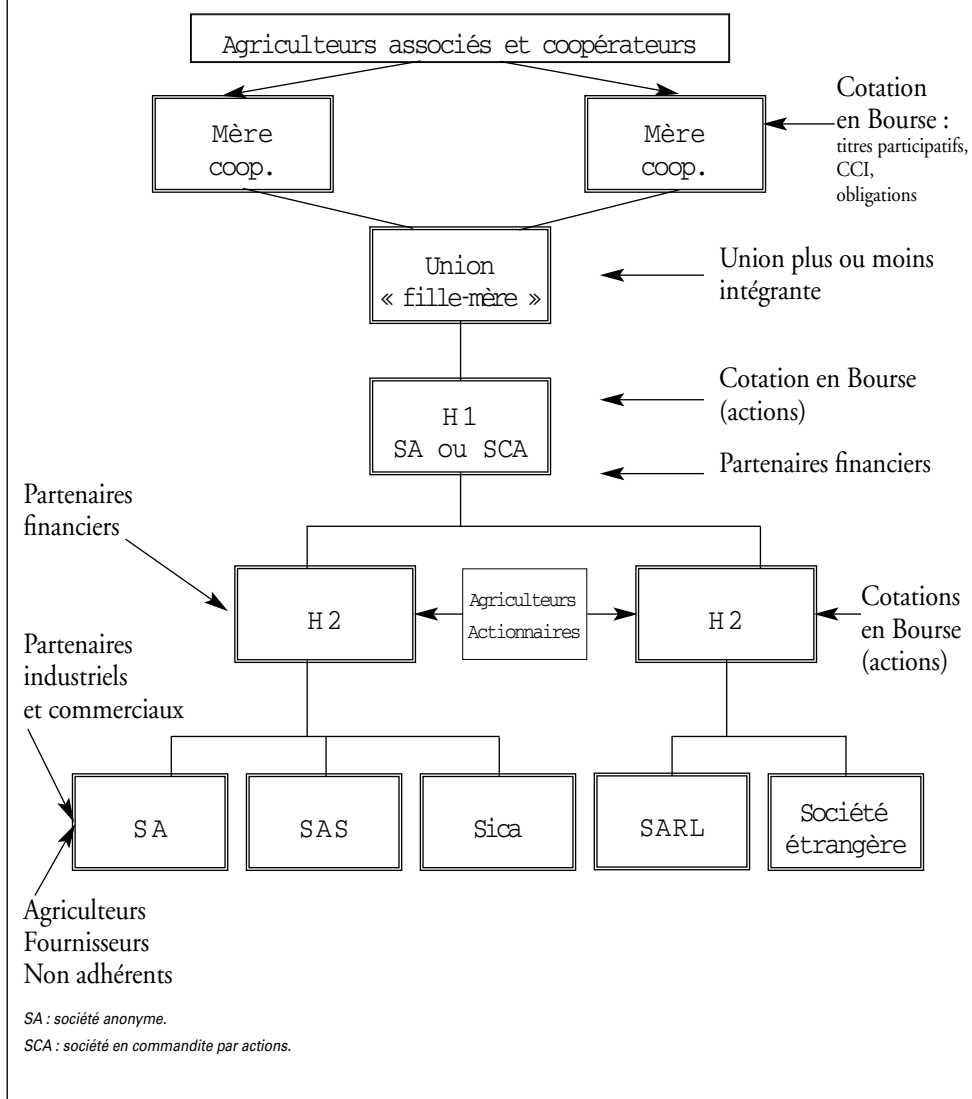 Agriculteurs associés et coopérateurs
Mère
coop.
Mère
coop.
Cotation
en Bourse :
titres participatifs,
CCI,
obligations
Union
« fille-mère »
Union plus ou moins
intégrante
H1
SA ou SCA
Cotation en Bourse
(actions)
Partenaires financiers
Partenaires
financiers
H2
Agriculteurs
Actionnaires
H2
Cotations
en Bourse
(actions)
Partenaires
industriels
et commerciaux
SA
SAS
Sica
SARL
Société
étrangère
Agriculteurs
Fournisseurs
Non adhérents
SA : société anonyme.
SCA : société en commandite par actions.